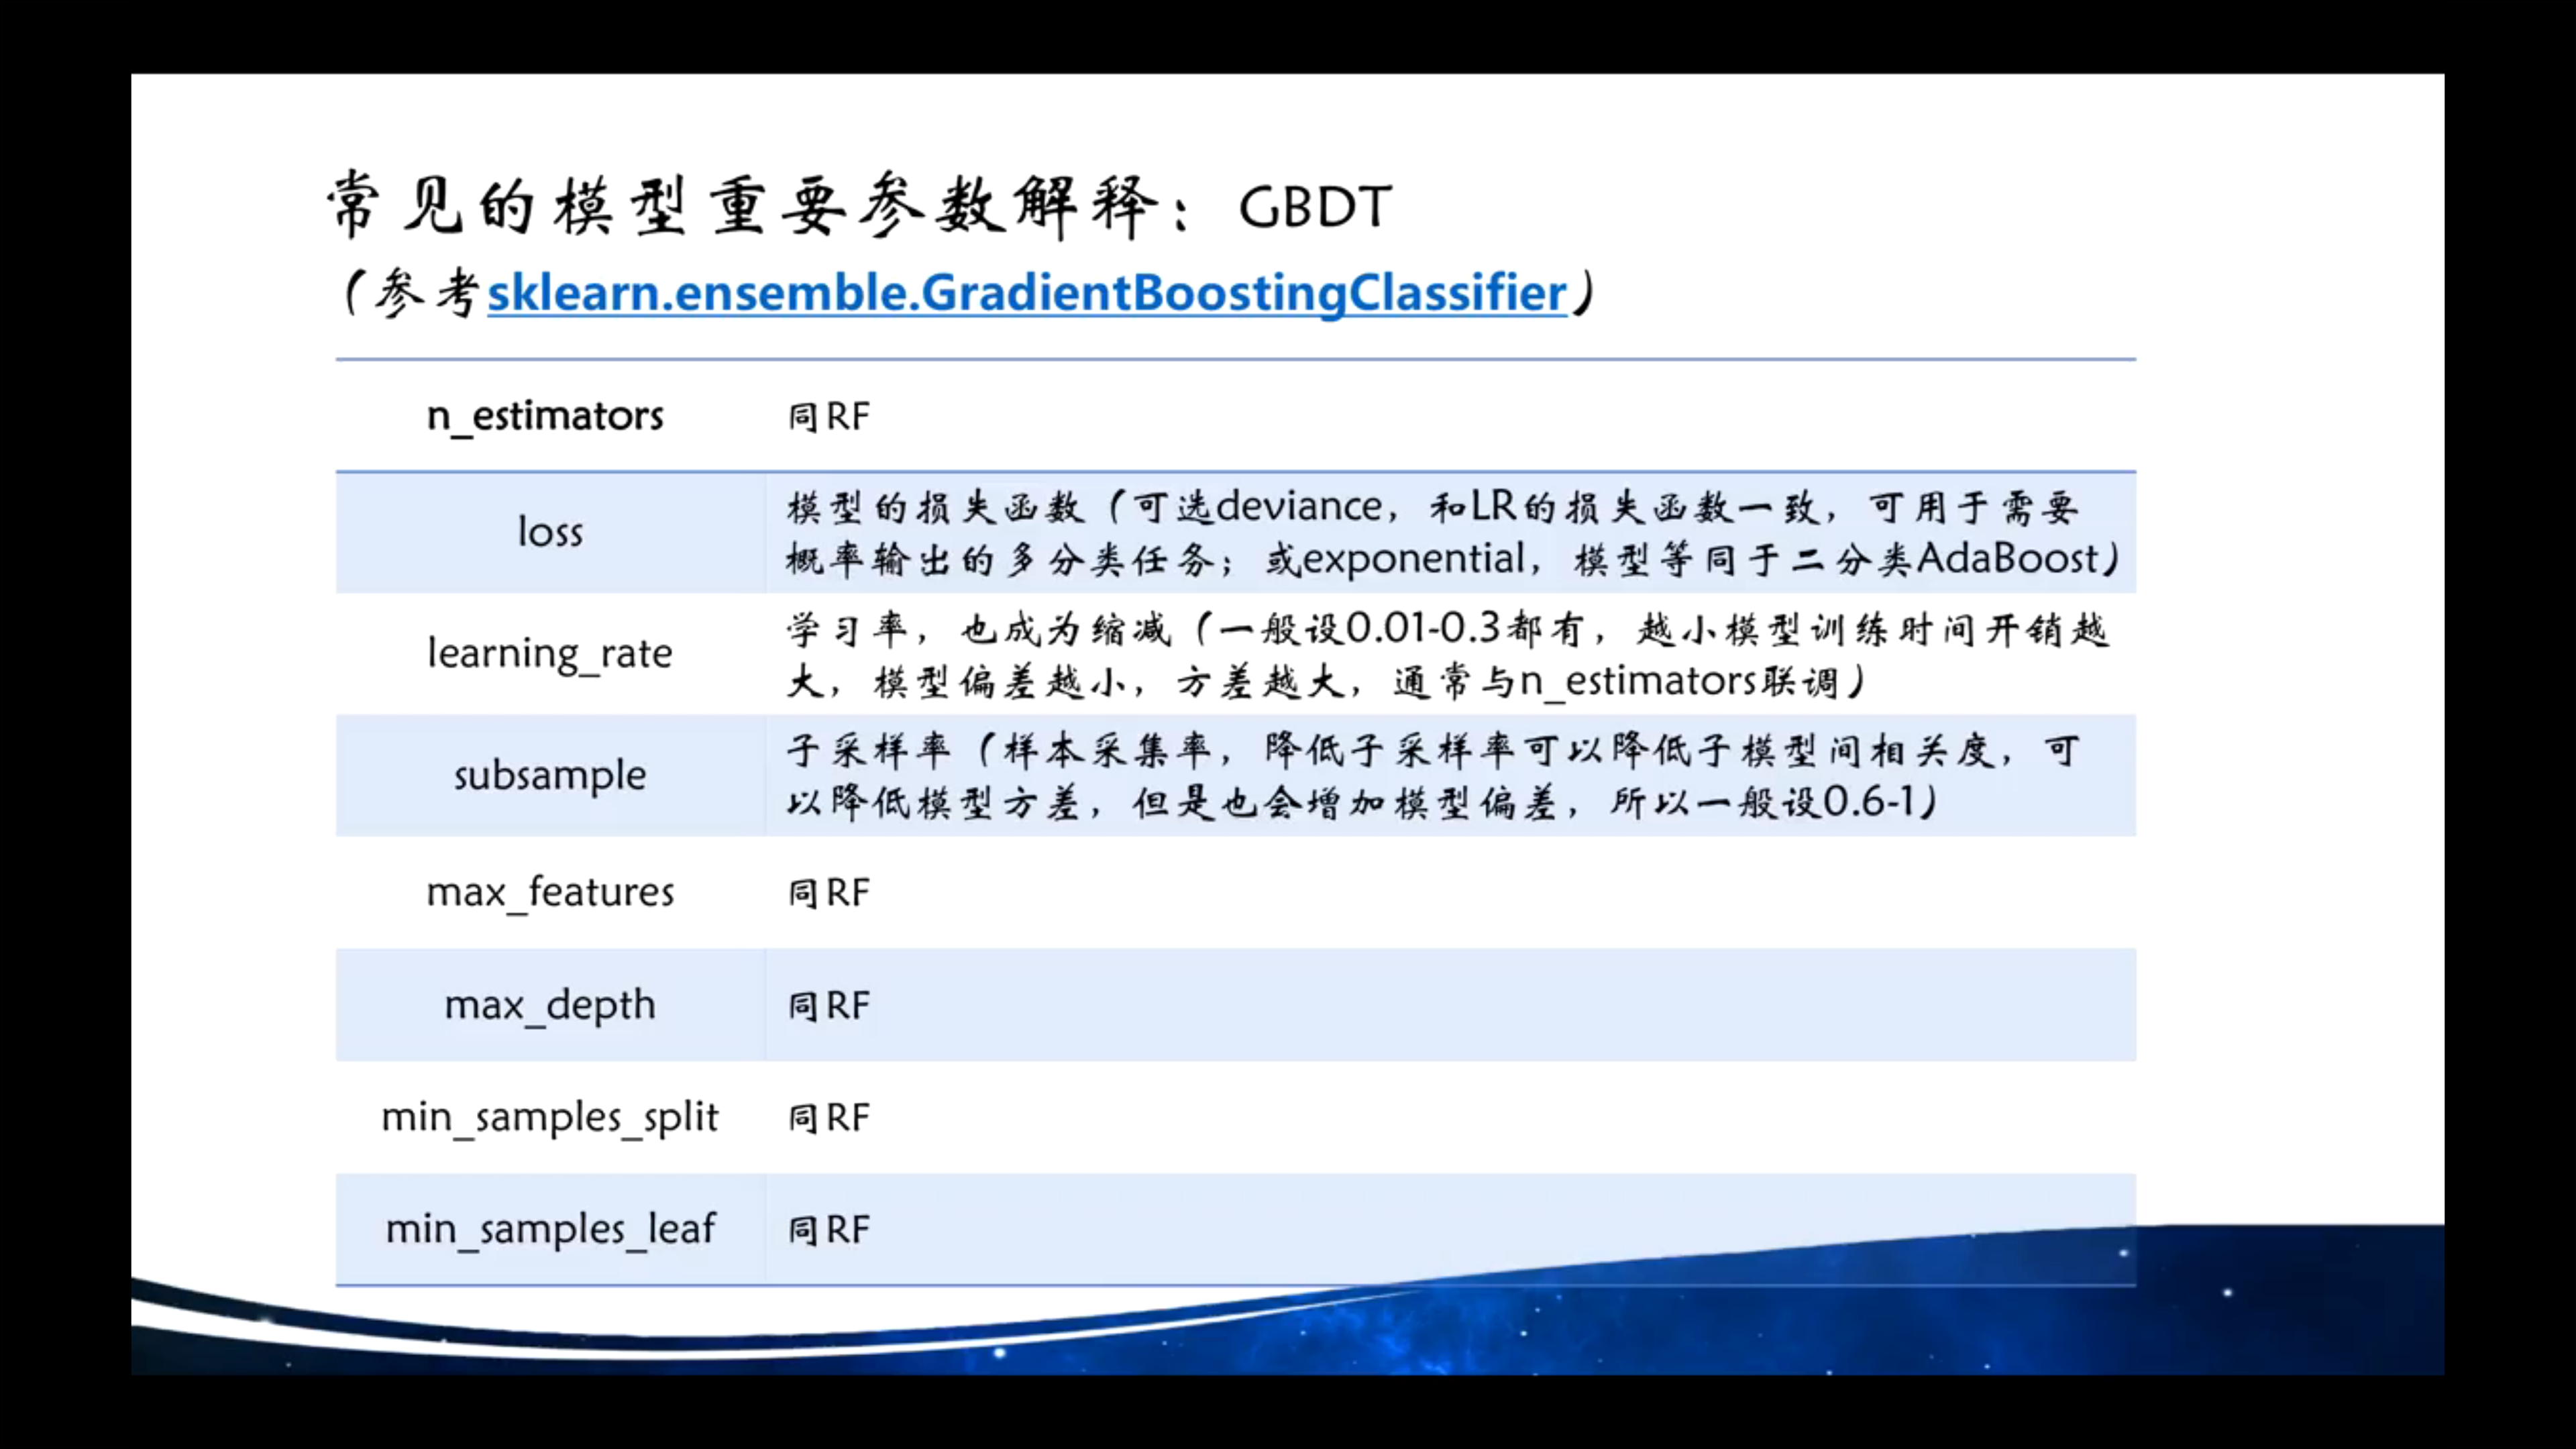 常见的模型重要参数解释：GBDT
（参考sklearn.ensemble.GradientBoostingClassifier）
n_estimators 同RF
loss 模型的损失函数（可选deviance，和LR的损失函数一致，可用于需要
概率输出的多分类任务；或exponential，模型等同于二分类AdaBoost）
learning_rate 学习率，也成为缩减（一般设0.01-0.3都有，越小模型训练时间开销越
大，模型偏差越小，方差越大，通常与n_estimators联调）
subsample 子采样率（样本采集率，降低子采样率可以降低子模型间相关度，可
以降低模型方差，但是也会增加模型偏差，所以一般设0.6-1）
max_features 同RF
max_depth 同RF
min_samples_split 同RF
min_samples_leaf 同RF